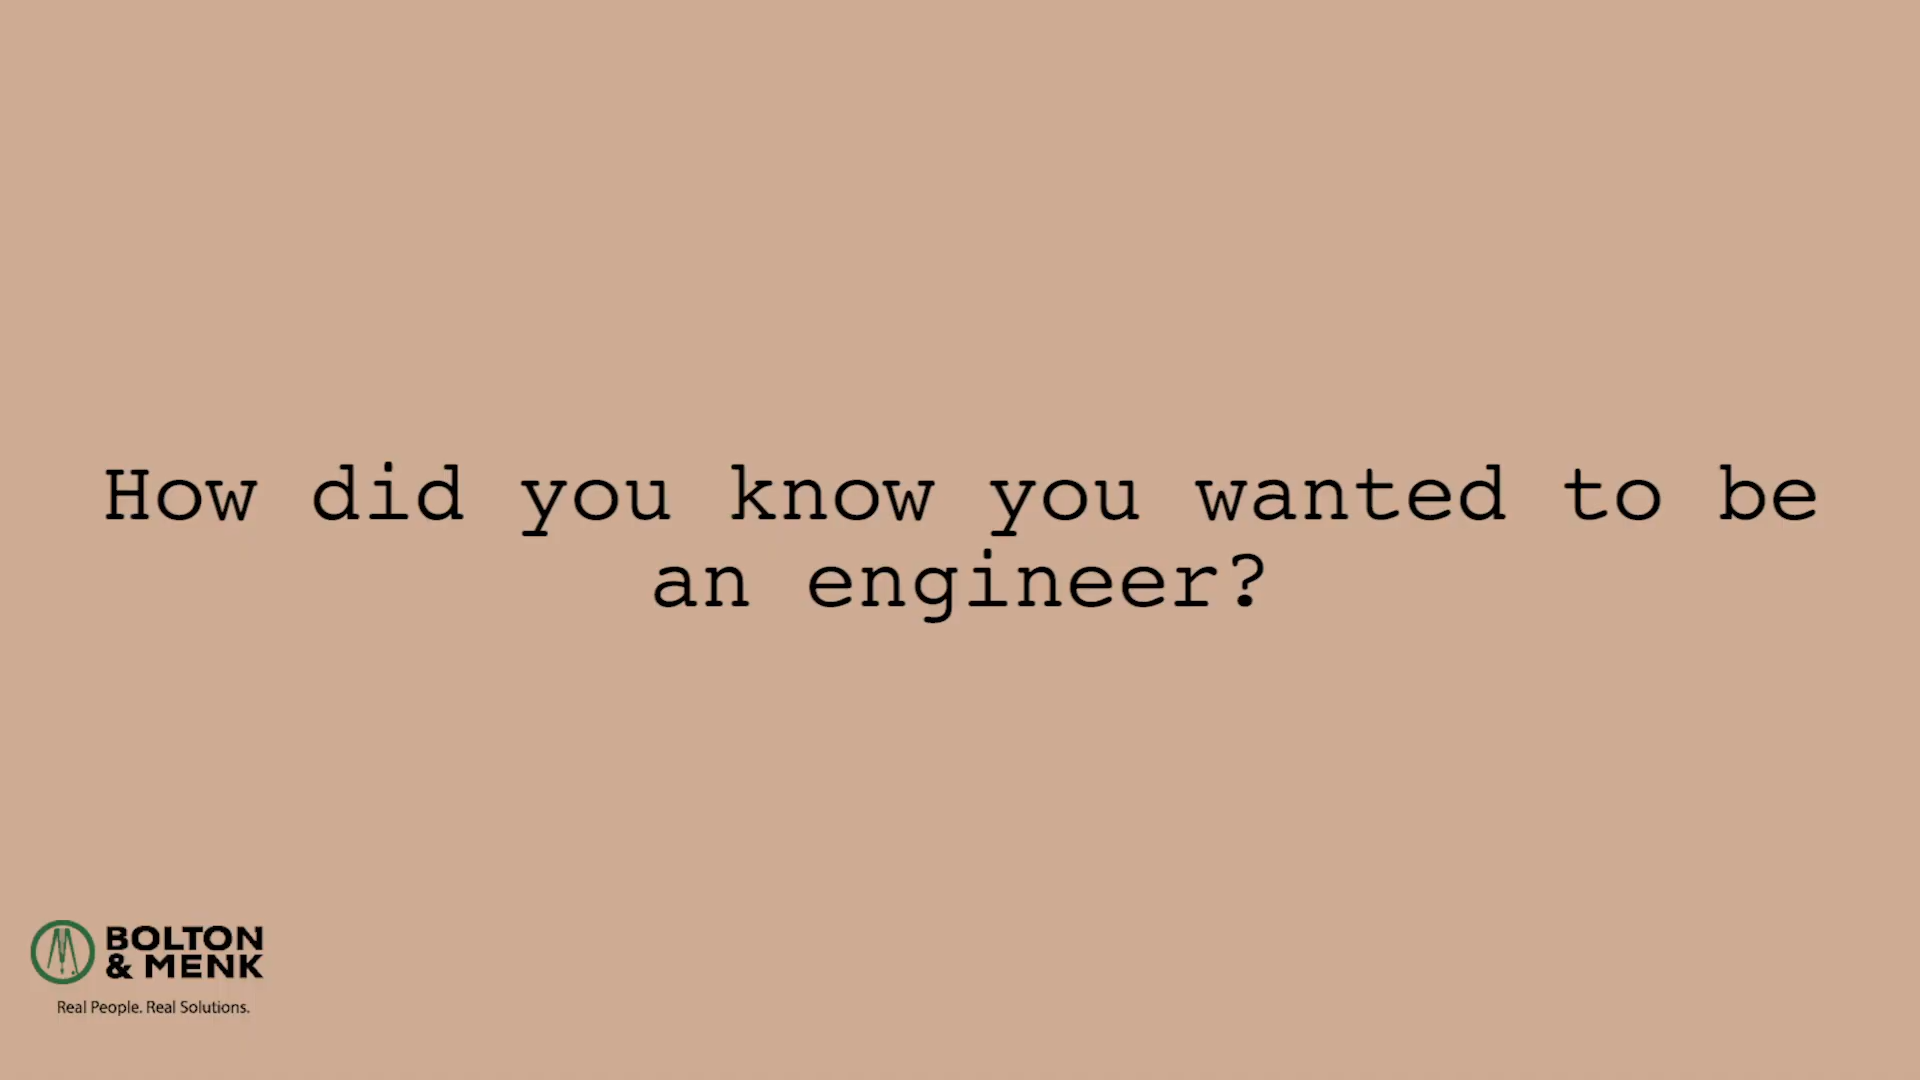 How did you know you wanted to be
an engineer?
BOLTON
& MENK
Real People. Real Solutions.